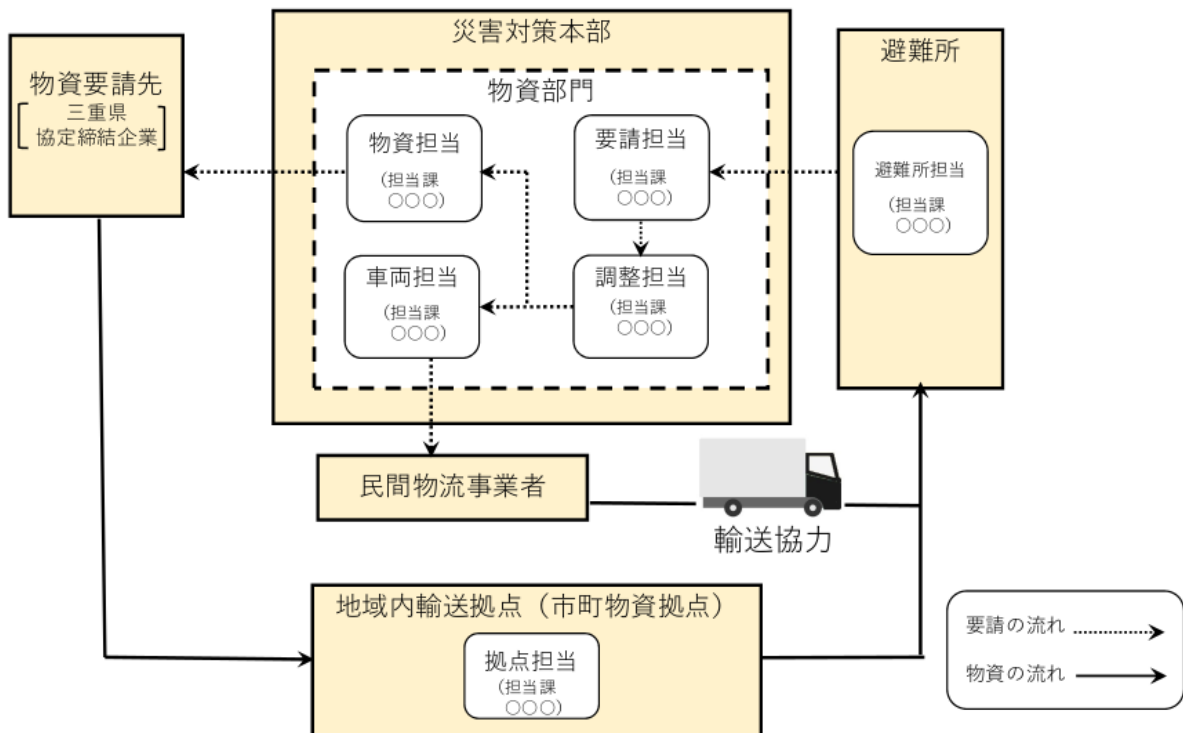 災害対策本部
物資要請先
三重県
協定締結企業
物資部門
物資担当
(担当課
○○○)
要請担当
(担当課
○○○)
車両担当
(担当課
○○○)
調整担当
(担当課
○○○)
避難所
避難所担当
(担当課
○○○)
民間物流事業者
輸送協力
地域内輸送拠点（市町物資拠点）
拠点担当
(担当課
○○○)
要請の流れ
物資の流れ